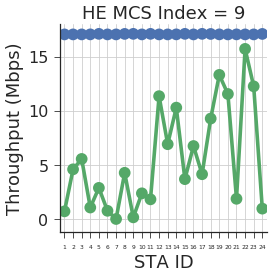 HE MCS Index = 9
Throughput (Mbps)
15
10
5
0
1 2 3 4 5 6 7 8 9 10 11 12 13 14 15 16 17 18 19 20 21 22 23 24
STA ID